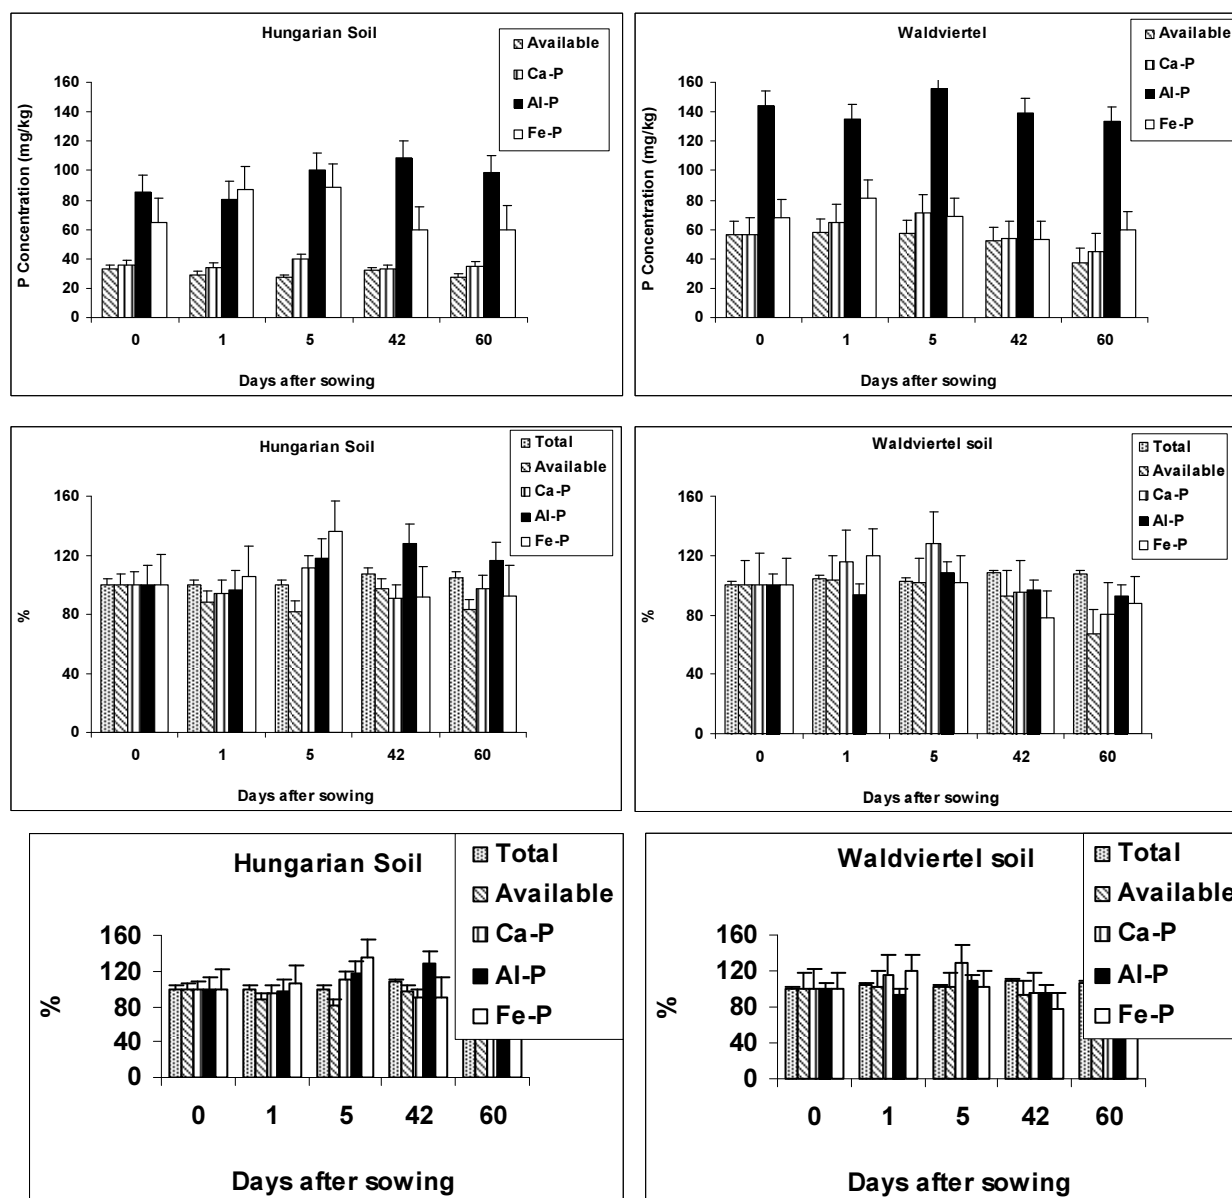 Hungarian Soil
Available
Ca-P
Al-P
Fe-P
P Concentration (mg/kg)
160
140
120
100
80
60
40
20
0
0 1 5 42 60
Days after sowing
Waldviertel
Available
Ca-P
Al-P
Fe-P
P Concentration (mg/kg)
160
140
120
100
80
60
40
20
0
0 1 5 42 60
Days after sowing
Hungarian Soil
Total
Available
Ca-P
Al-P
Fe-P
%
160
120
80
40
0
0 1 5 42 60
Days after sowing
Waldviertel soil
Total
Available
Ca-P
Al-P
Fe-P
%
160
120
80
40
0
0 1 5 42 60
Days after sowing
Hungarian Soil
Total
Available
Ca-P
Al-P
Fe-P
%
160
120
80
40
0
0 1 5 42 60
Days after sowing
Waldviertel soil
Total
Available
Ca-P
Al-P
Fe-P
%
160
120
80
40
0
0 1 5 42 60
Days after sowing